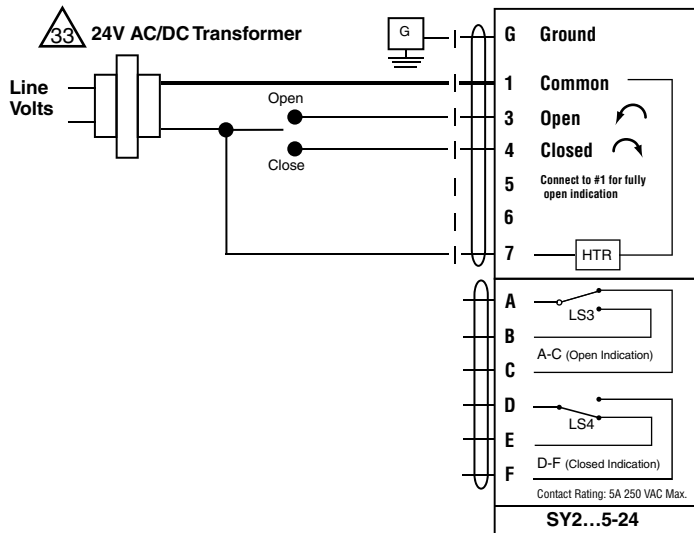 33 24V AC/DC Transformer
Line
Volts
Open
Close
G
G Ground
1 Common
3 Open
4 Closed
5 Connect to #1 for fully
open indication
6
7 HTR
A
LS3
B
A-C (Open Indication)
C
D
LS4
E
D-F (Closed Indication)
F
Contact Rating: 5A 250 VAC Max.
SY2...5-24